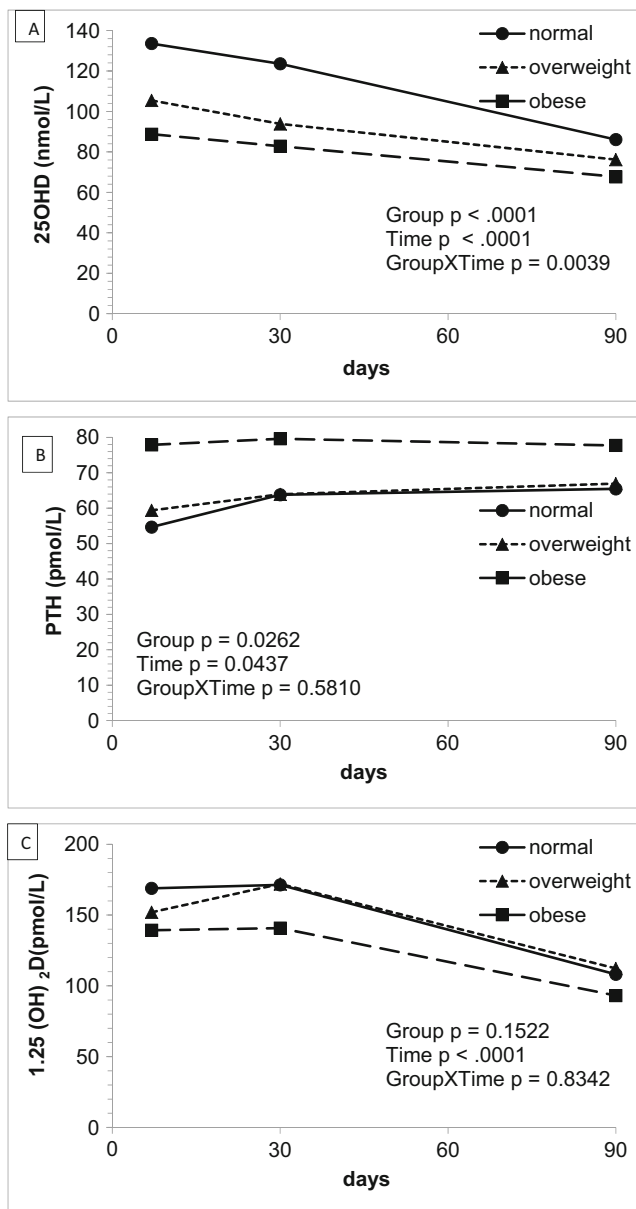 A
140
120
100
80
60
40
20
0
25OHD (nmol/L)
normal
overweight
obese
Group p < .0001
Time p < .0001
GroupXTime p = 0.0039
0 30 60 90
days
B
80
70
60
50
40
30
20
10
0
PTH (pmol/L)
normal
overweight
obese
Group p = 0.0262
Time p = 0.0437
GroupXTime p = 0.5810
0 30 60 90
days
C
200
150
100
50
0
1.25 (OH) ₂D(pmol/L)
normal
overweight
obese
Group p = 0.1522
Time p < .0001
GroupXTime p = 0.8342
0 30 60 90
days